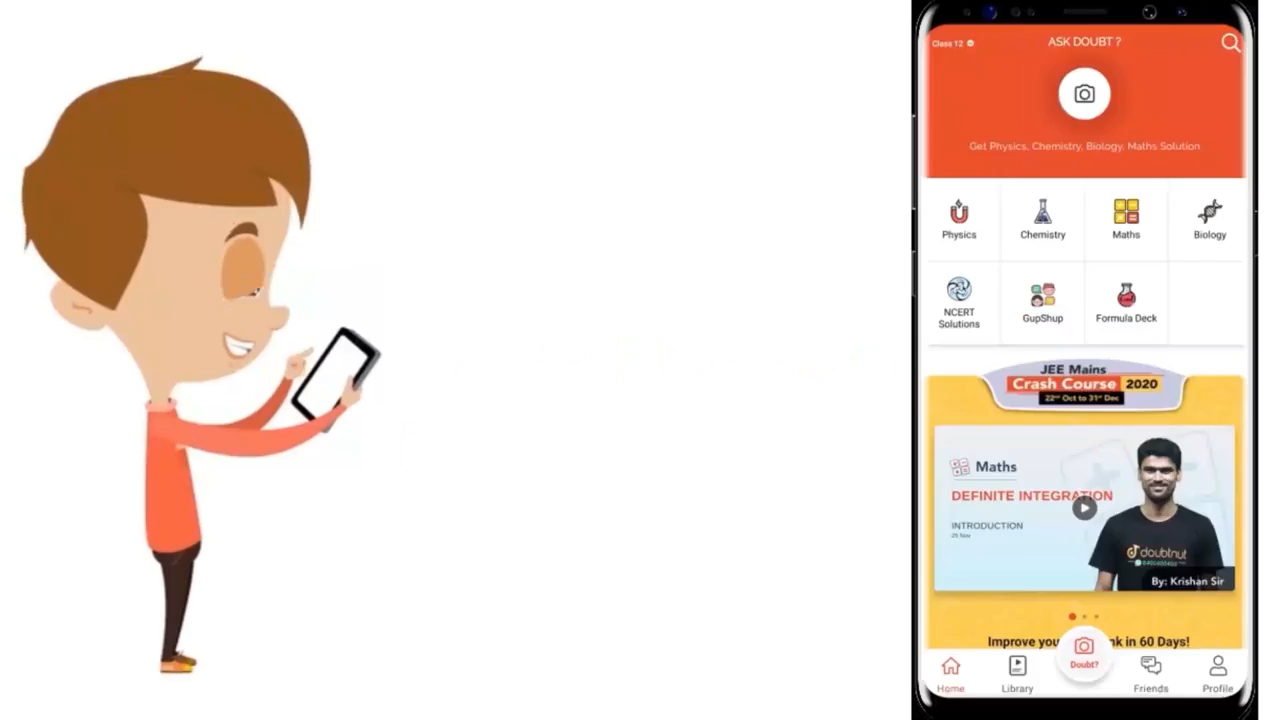 Class 12
ASK DOUBT ?
Get Physics, Chemistry, Biology, Maths Solution
Physics
Chemistry
Maths
Biology
NCERT
Solutions
GupShup
Formula Deck
JEE Mains
Crash Course 2020
22nd Oct to 31st Dec
Maths
DEFINITE INTEGRATION
INTRODUCTION
doubtnut
By: Krishan Sir
Improve you nk in 60 Days!
Doubt?
Home
Library
Friends
Profile